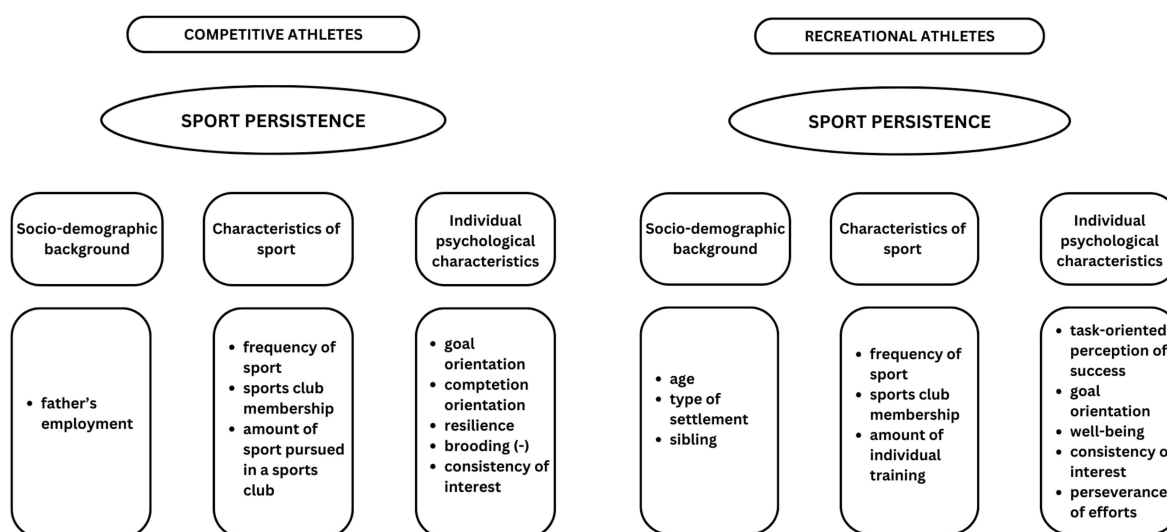 COMPETITIVE ATHLETES
SPORT PERSISTENCE
Socio-demographic
background
Characteristics of
sport
Individual
psychological
characteristics
• father's
employment
• frequency of
sport
• sports club
membership
• amount of
sport pursued
in a sports
club
• goal
orientation
• comptetion
orientation
• resilience
• brooding (-)
• consistency of
interest
RECREATIONAL ATHLETES
SPORT PERSISTENCE
Socio-demographic
background
Characteristics of
sport
Individual
psychological
characteristics
• age
• type of
settlement
• sibling
• frequency of
sport
• sports club
membership
• amount of
individual
training
• task-oriented
perception of
success
• goal
orientation
• well-being
• consistency of
interest
• perseverance
of efforts